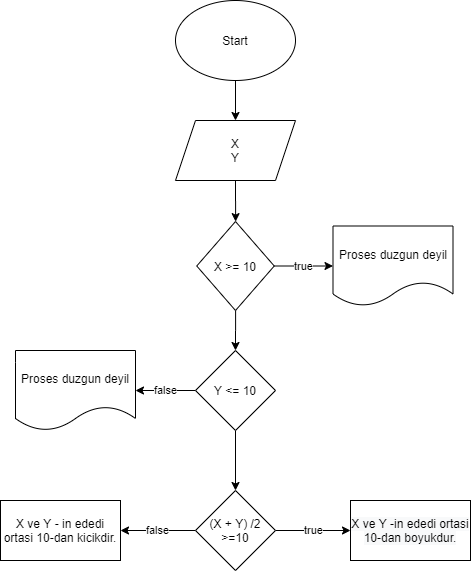 Start
X
Y
X >= 10
true
Proses duzgun deyil
Proses duzgun deyil
false
Y <= 10
X ve Y - in ededi
ortasi 10-dan kicikdir.
false
(X + Y) /2
>=10
true
X ve Y -in ededi ortasi
10-dan boyukdur.